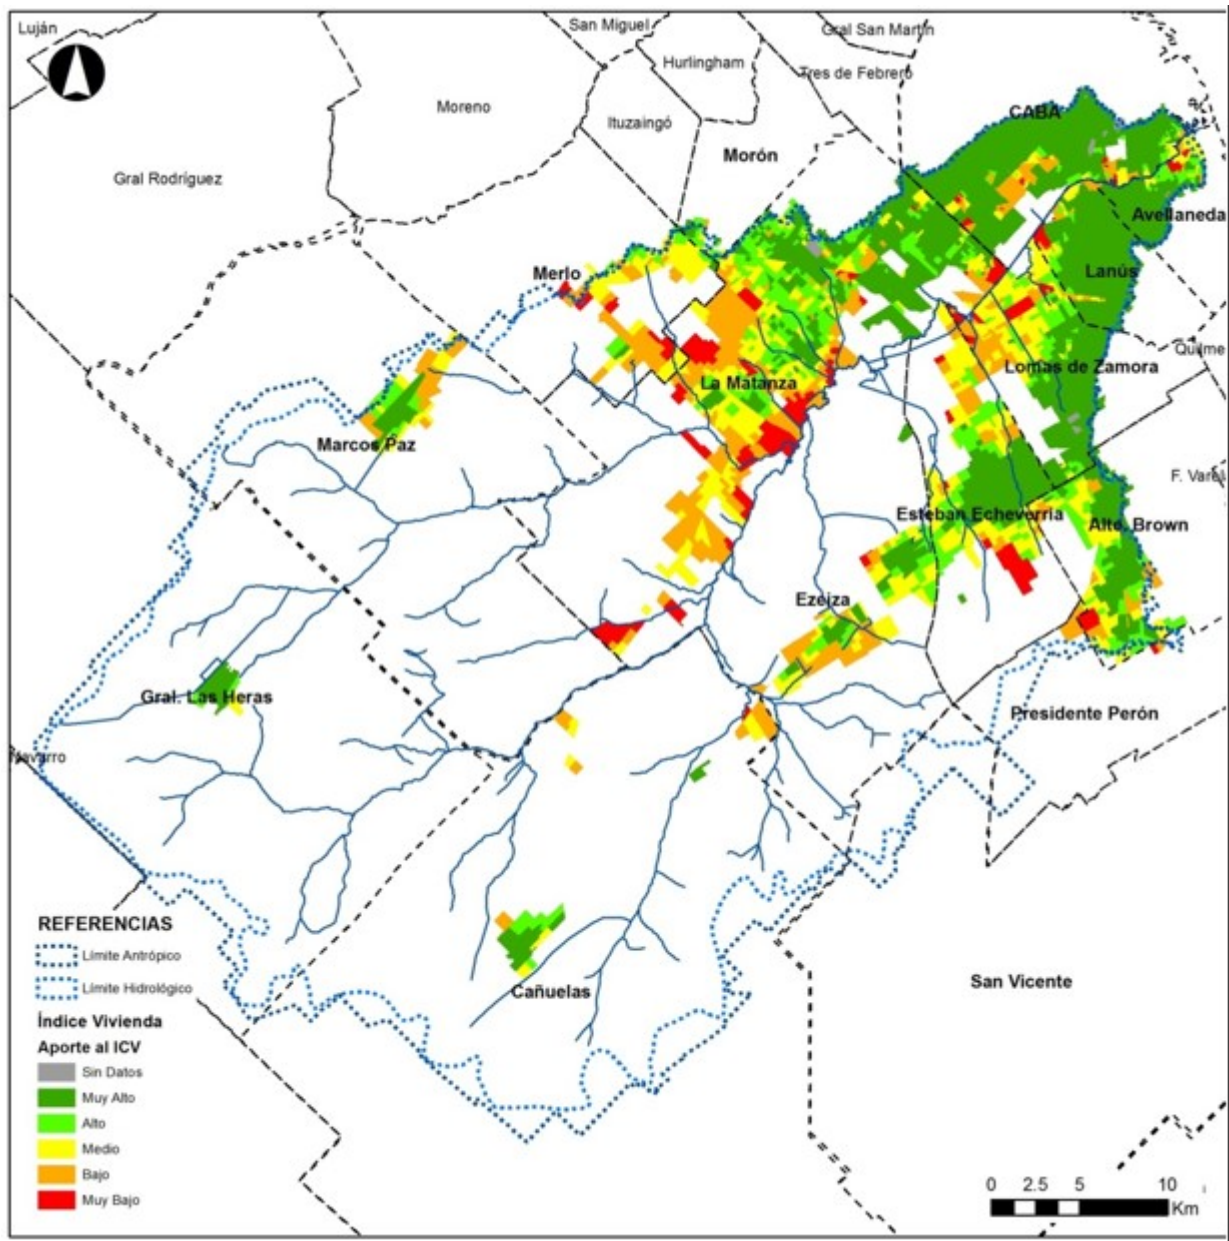 Luján
San Miguel
Gral San Martín
Hurlingham
Tres de Febrero
Moreno
CABA
Ituzaingó
Morón
Gral Rodríguez
Avellaneda
Merlo
Lanús
Quilme
Lomas de Zamora
La Matanza
Marcos Paz
F. Varel
Esteban Echeverría
Alte. Brown
Ezeiza
Gral. Las Heras
Presidente Perón
Navarro
REFERENCIAS
Límite Antrópico
Límite Hidrológico
San Vicente
Cañuelas
Índice Vivienda
Aporte al ICV
Sin Datos
Muy Alto
Alto
Medio
Bajo
Muy Bajo
0 2.5 5 10
Km